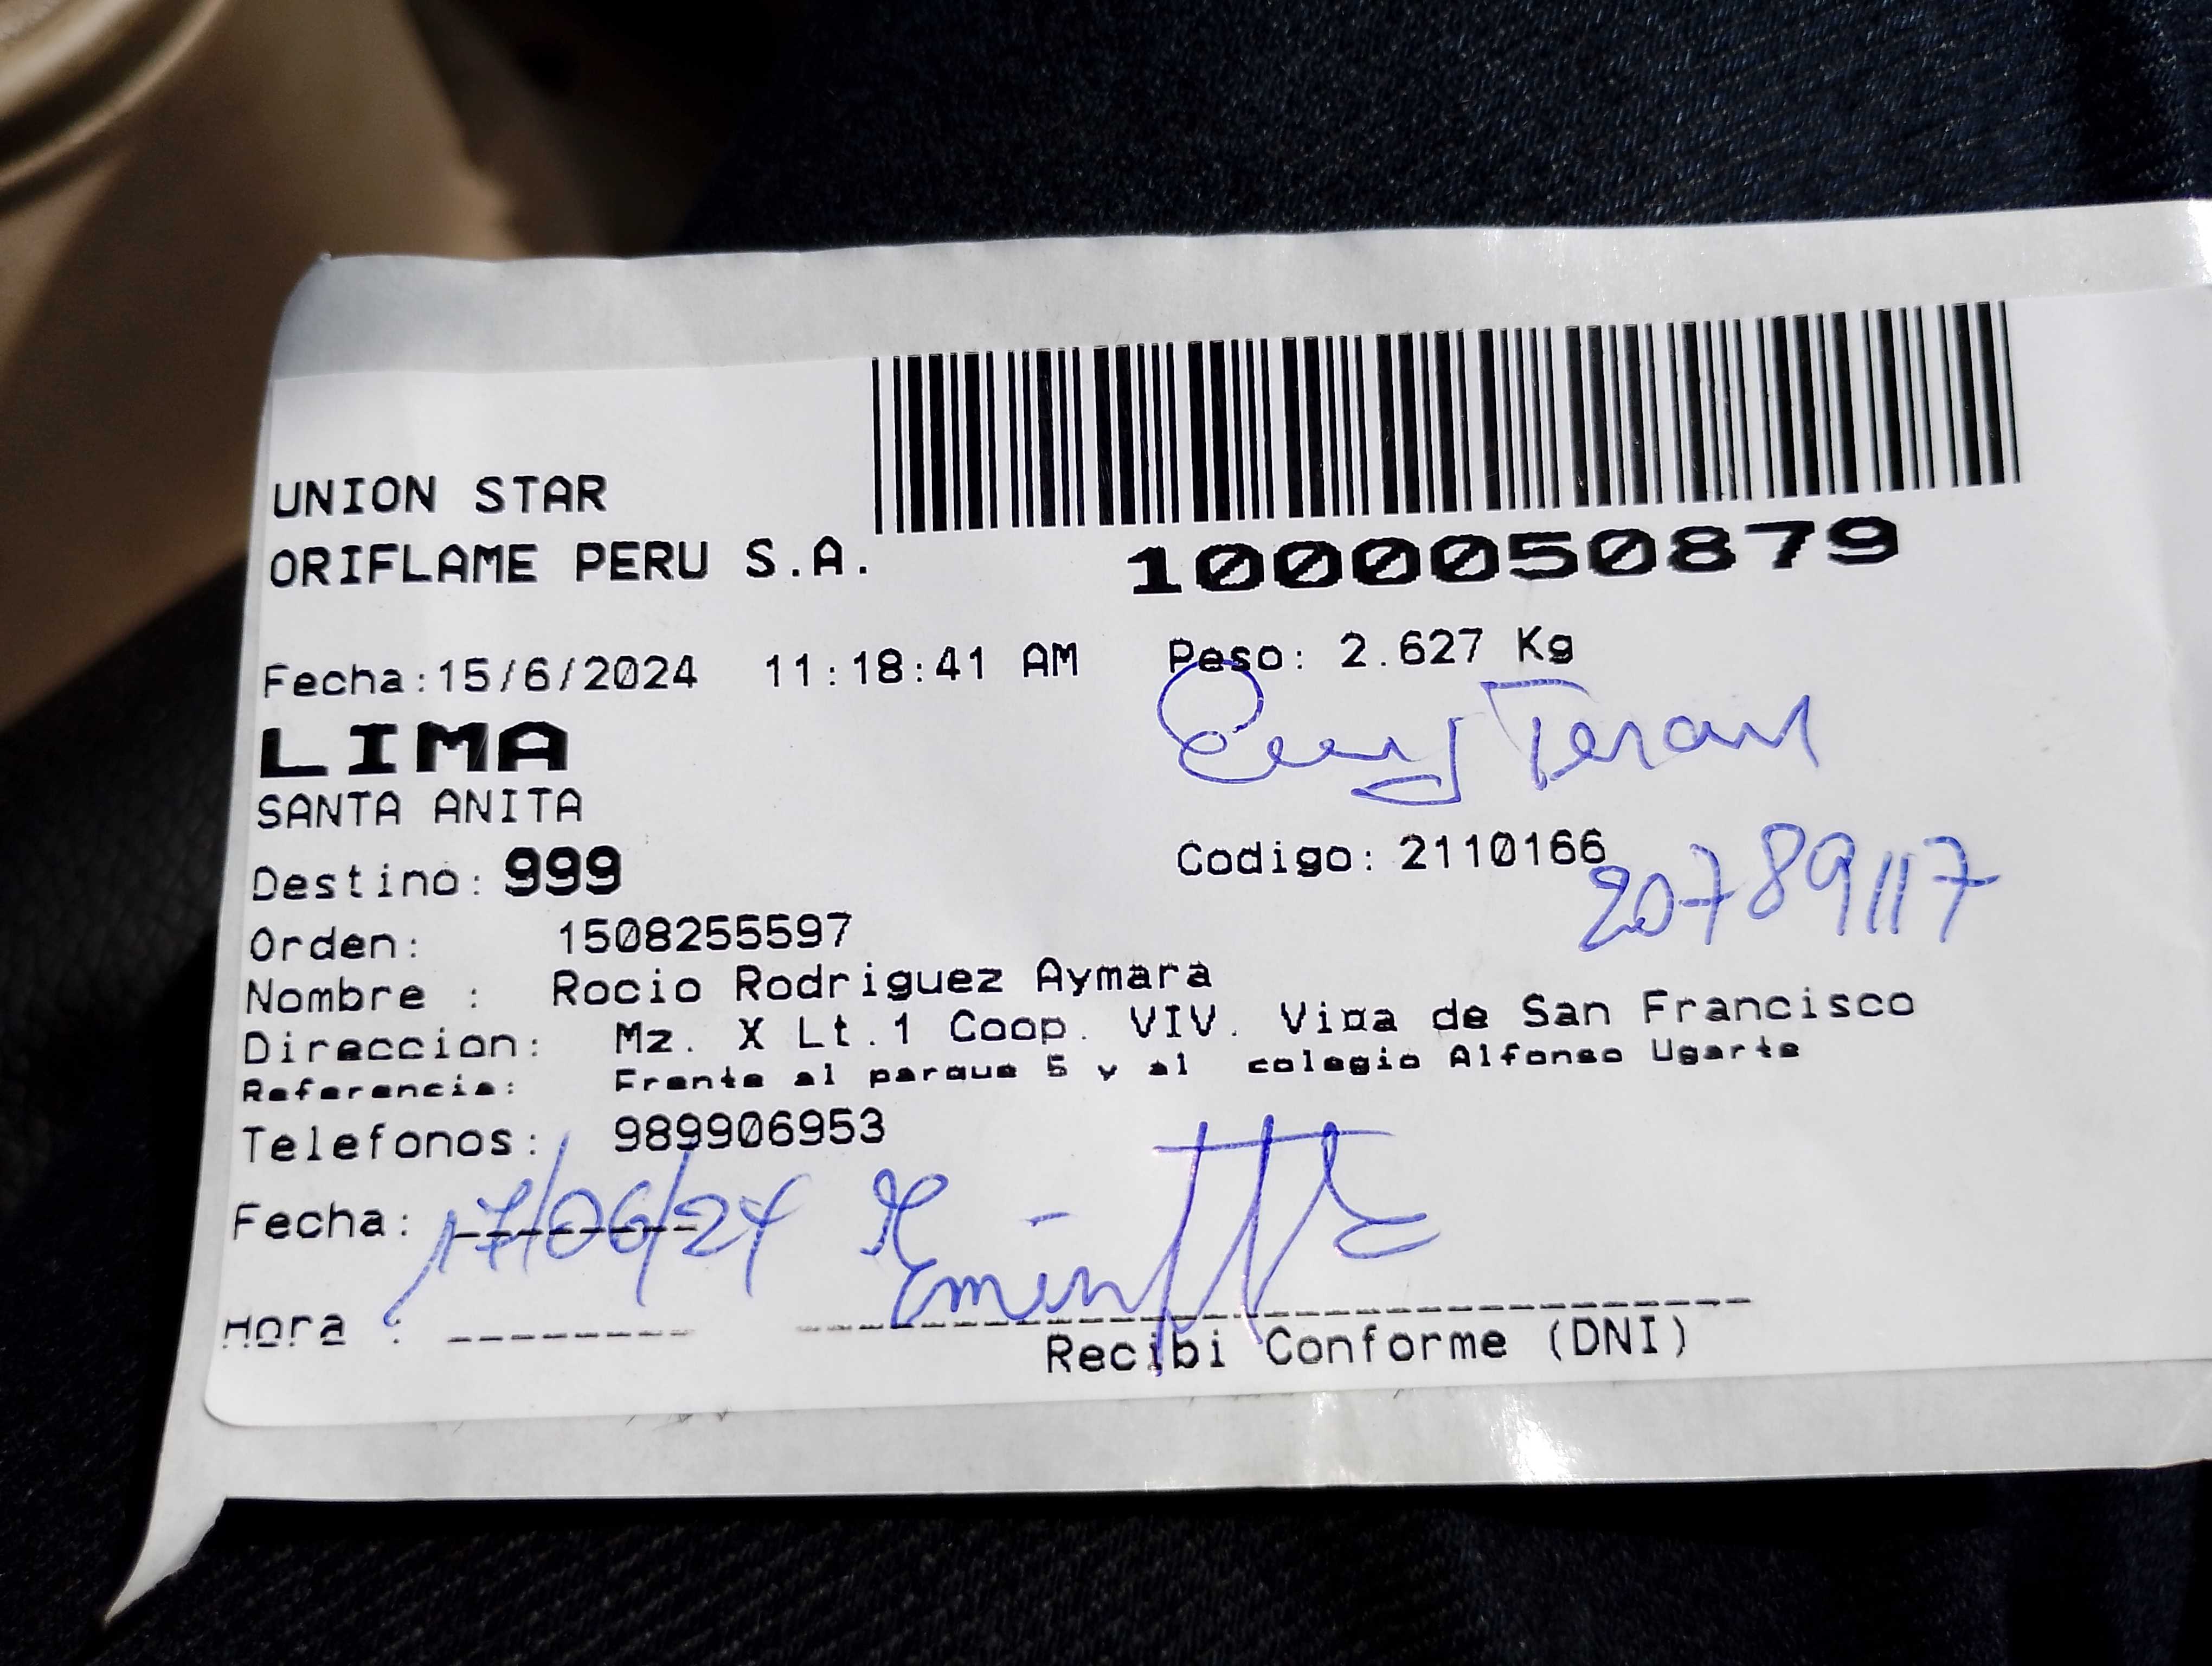 UNION STAR
ORIFLAME PERU S.A.
1000050879
Fecha:15/6/2024 11:18:41 AM Peso: 2.627 Kg
LIMA
Teran
SANTA ANITA
Destino: 999 Codigo: 2110166
20789117
Orden: 1508255597
Nombre : Rocio Rodriguez Aymara
Direccion: Mz. X Lt.1 Coop. VIV. Viña de San Francisco
Referencia: Frente al parque 5 y al colegio Alfonso Ugarte
Telefonos: 989906953
Fecha: 17/06/24
Hora :
Recibi Conforme (DNI)